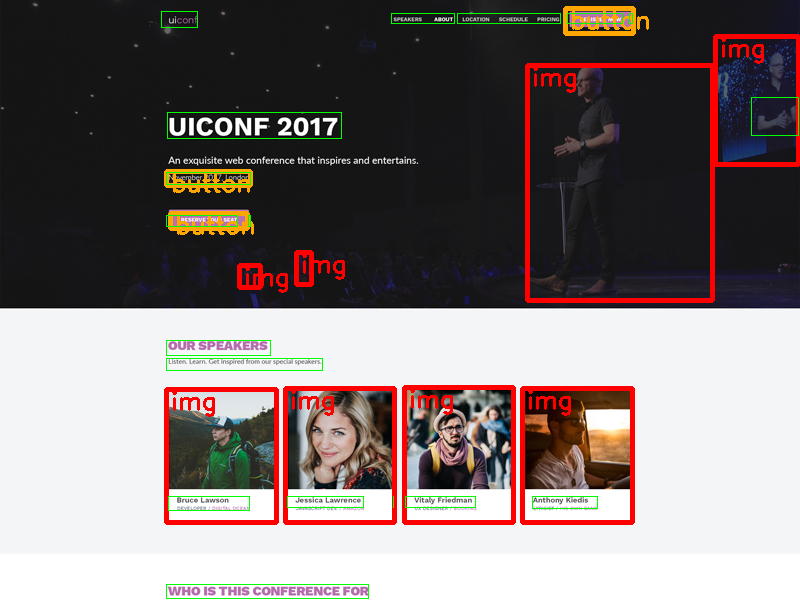 uiconf
SPEAKERS ABOUT LOCATION SCHEDULE PRICING
button
img
img
UICONF 2017
An exquisite web conference that inspires and entertains.
November, London
button
RESERVE YOUR SEAT
button
img
img
OUR SPEAKERS
Listen. Learn. Get inspired from our special speakers.
img
img
img
img
Bruce Lawson
DEVELOPER / DIGITAL OCEAN
Jessica Lawrence
JAVASCRIPT DEV. / AMAZON
Vitaly Friedman
UX DESIGNER / BOOKING
Anthony Kiedis
WHO IS THIS CONFERENCE FOR